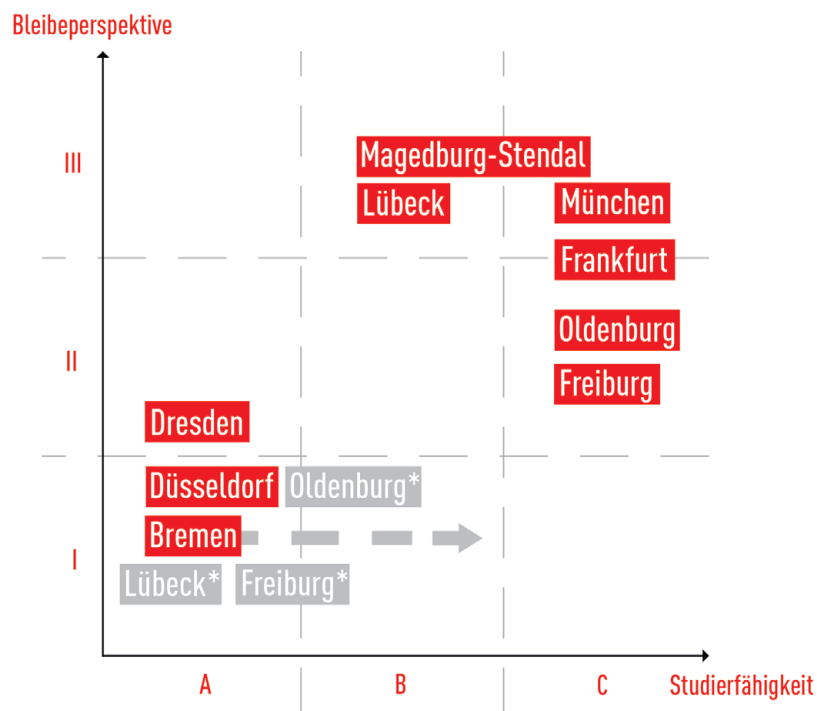 Bleibeperspektive
III
Magedburg-Stendal
Lübeck
München
Frankfurt
Oldenburg
II
Freiburg
Dresden
Düsseldorf
Oldenburg*
Bremen
I
Lübeck*
Freiburg*
A
B
C
Studierfähigkeit